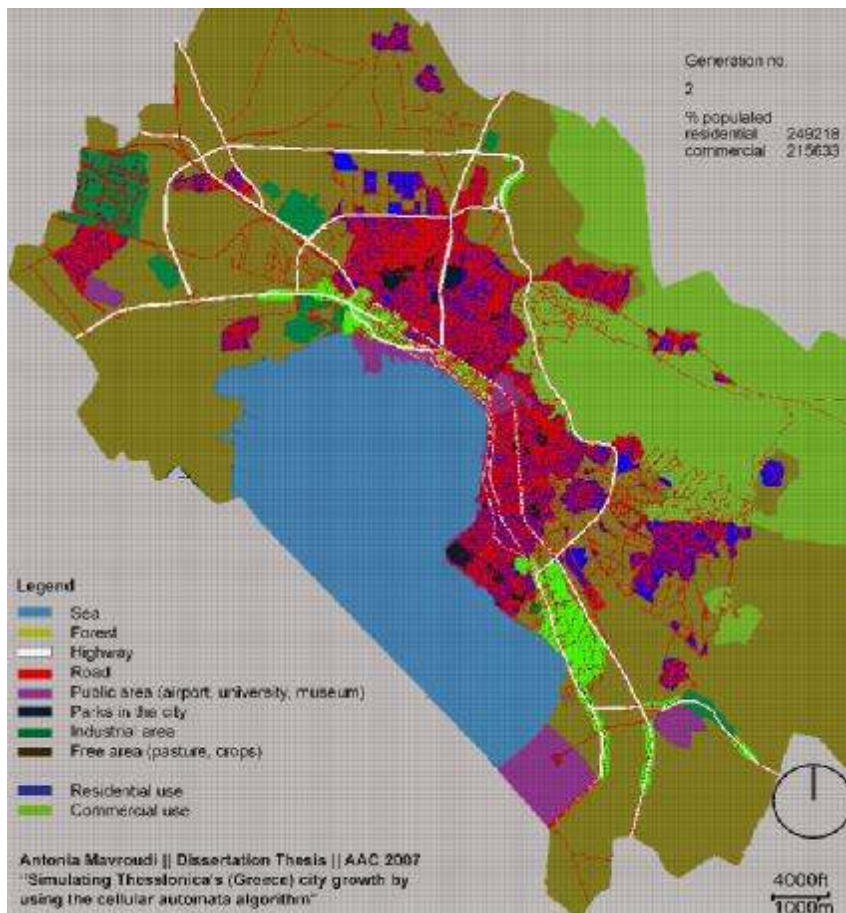 Generation no.
2
% populated
residential 249218
commercial 215633
Legend
Sea
Forest
Highway
Road
Public area (airport, university, museum)
Parks in the city
Industrial area
Free area (pasture, crops)
Residential use
Commercial use
Antonia Mavroudi || Dissertation Thesis || AAC 2007
"Simulating Thesslonica's (Greece) city growth by
using the cellular automata algorithm"
4000ft
1000m